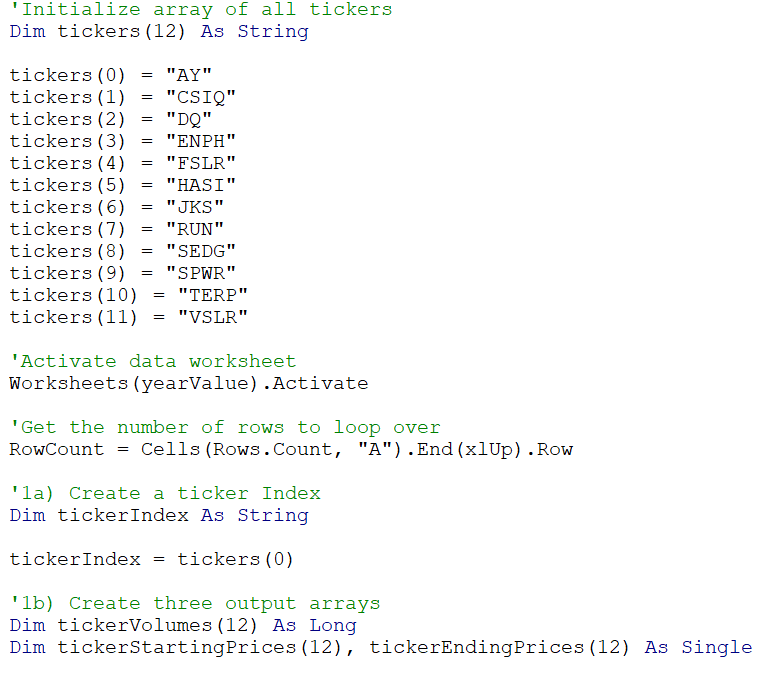 'Initialize array of all tickers
Dim tickers(12) As String
tickers(0) = "AY"
tickers(1) = "CSIQ"
tickers(2) = "DQ"
tickers(3) = "ENPH"
tickers(4) = "FSLR"
tickers(5) = "HASI"
tickers(6) = "JKS"
tickers(7) = "RUN"
tickers(8) = "SEDG"
tickers(9) = "SPWR"
tickers(10) = "TERP"
tickers(11) = "VSLR"
'Activate data worksheet
Worksheets(yearValue).Activate
'Get the number of rows to loop over
RowCount = Cells(Rows.Count, "A").End(xlUp).Row
'1a) Create a ticker Index
Dim tickerIndex As String
tickerIndex = tickers(0)
'1b) Create three output arrays
Dim tickerVolumes(12) As Long
Dim tickerStartingPrices(12), tickerEndingPrices(12) As Single